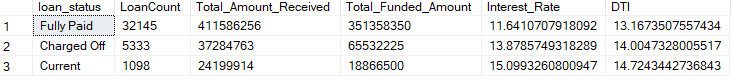 loan_status LoanCount Total_Amount_Received Total_Funded_Amount Interest_Rate DTI
1 Fully Paid 32145 411586256 351358350 11.6410707918092 13.1673507557434
2 Charged Off 5333 37284763 65532225 13.8785749318289 14.0047328005517
3 Current 1098 24199914 18866500 15.0993260800947 14.7243442736843